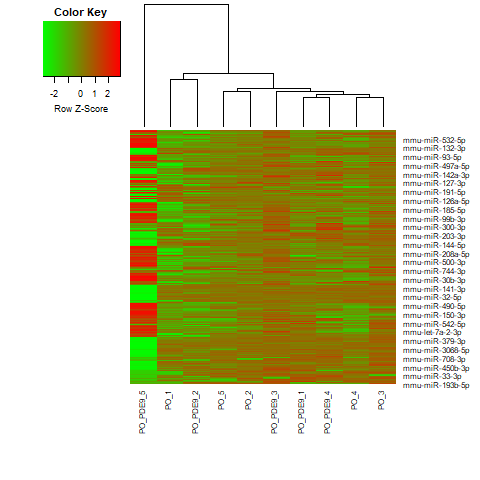 Color Key
-2 0 1 2
Row Z-Score
mmu-miR-532-5p
mmu-miR-132-3p
mmu-miR-93-5p
mmu-miR-497a-5p
mmu-miR-142a-3p
mmu-miR-127-3p
mmu-miR-191-5p
mmu-miR-126a-5p
mmu-miR-185-5p
mmu-miR-99b-3p
mmu-miR-300-3p
mmu-miR-203-3p
mmu-miR-144-5p
mmu-miR-208a-5p
mmu-miR-500-3p
mmu-miR-744-3p
mmu-miR-30b-3p
mmu-miR-141-3p
mmu-miR-32-5p
mmu-miR-490-5p
mmu-miR-150-3p
mmu-miR-542-5p
mmu-let-7a-2-3p
mmu-miR-379-3p
mmu-miR-3068-5p
mmu-miR-708-3p
mmu-miR-450b-3p
mmu-miR-33-3p
mmu-miR-193b-5p
PO_PDE9_5
PO_1
PO_PDE9_2
PO_5
PO_2
PO_PDE9_3
PO_PDE9_1
PO_PDE9_4
PO_4
PO_3